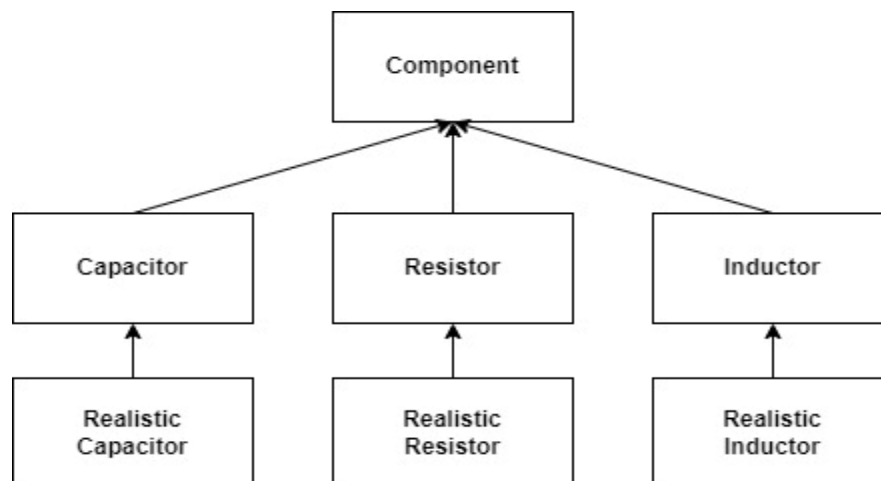 Component
Capacitor
Resistor
Inductor
Realistic
Capacitor
Realistic
Resistor
Realistic
Inductor